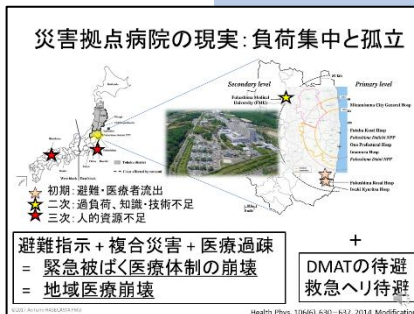 災害拠点病院の現実：負荷集中と孤立
Secondary level
Fukushima Medical
University (FMU)
Primary level
Minamisoma City General Hosp
Futaba Kosei Hosp
Fukushima Daiichi NPP
Ono Prefectural Hosp
Imamura Hosp
Fukushima Daini NPP
Fukushima Rosai Hosp
Iwaki Kyoritsu Hosp
初期：避難・医療者流出
二次：過負荷、知識・技術不足
三次：人的資源不足
避難指示＋複合災害＋医療過疎
= 緊急被ばく医療体制の崩壊
= 地域医療崩壊
+
DMATの待避
救急ヘリ待避
Health Phys. 106(6) 630–637, 2014, Modification